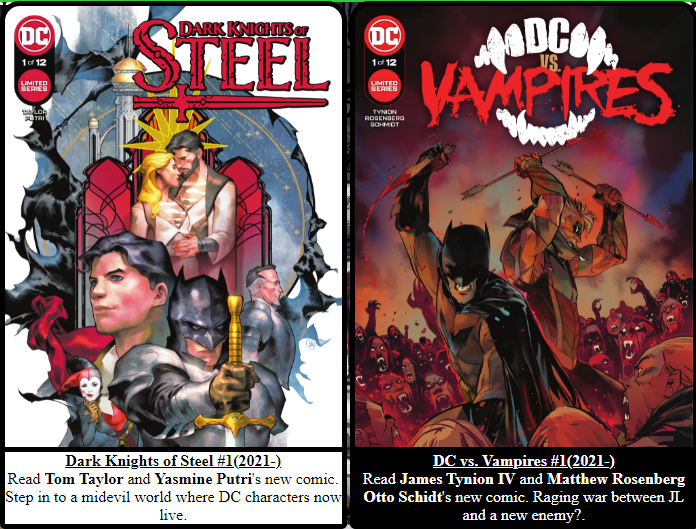 DC
1 of 12
LIMITED
SERIES
TAYLOR
PUTRI
DARK KNIGHTS OF
STEEL
Dark Knights of Steel #1(2021-)
Read Tom Taylor and Yasmine Putri's new comic.
Step in to a midevil world where DC characters now
live.
DC
1 of 12
LIMITED
SERIES
TYNION
ROSENBERG
SCHMIDT
DC
VS.
VAMPIRES
DC vs. Vampires #1(2021-)
Read James Tynion IV and Matthew Rosenberg
Otto Schidt's new comic. Raging war between JL
and a new enemy?.